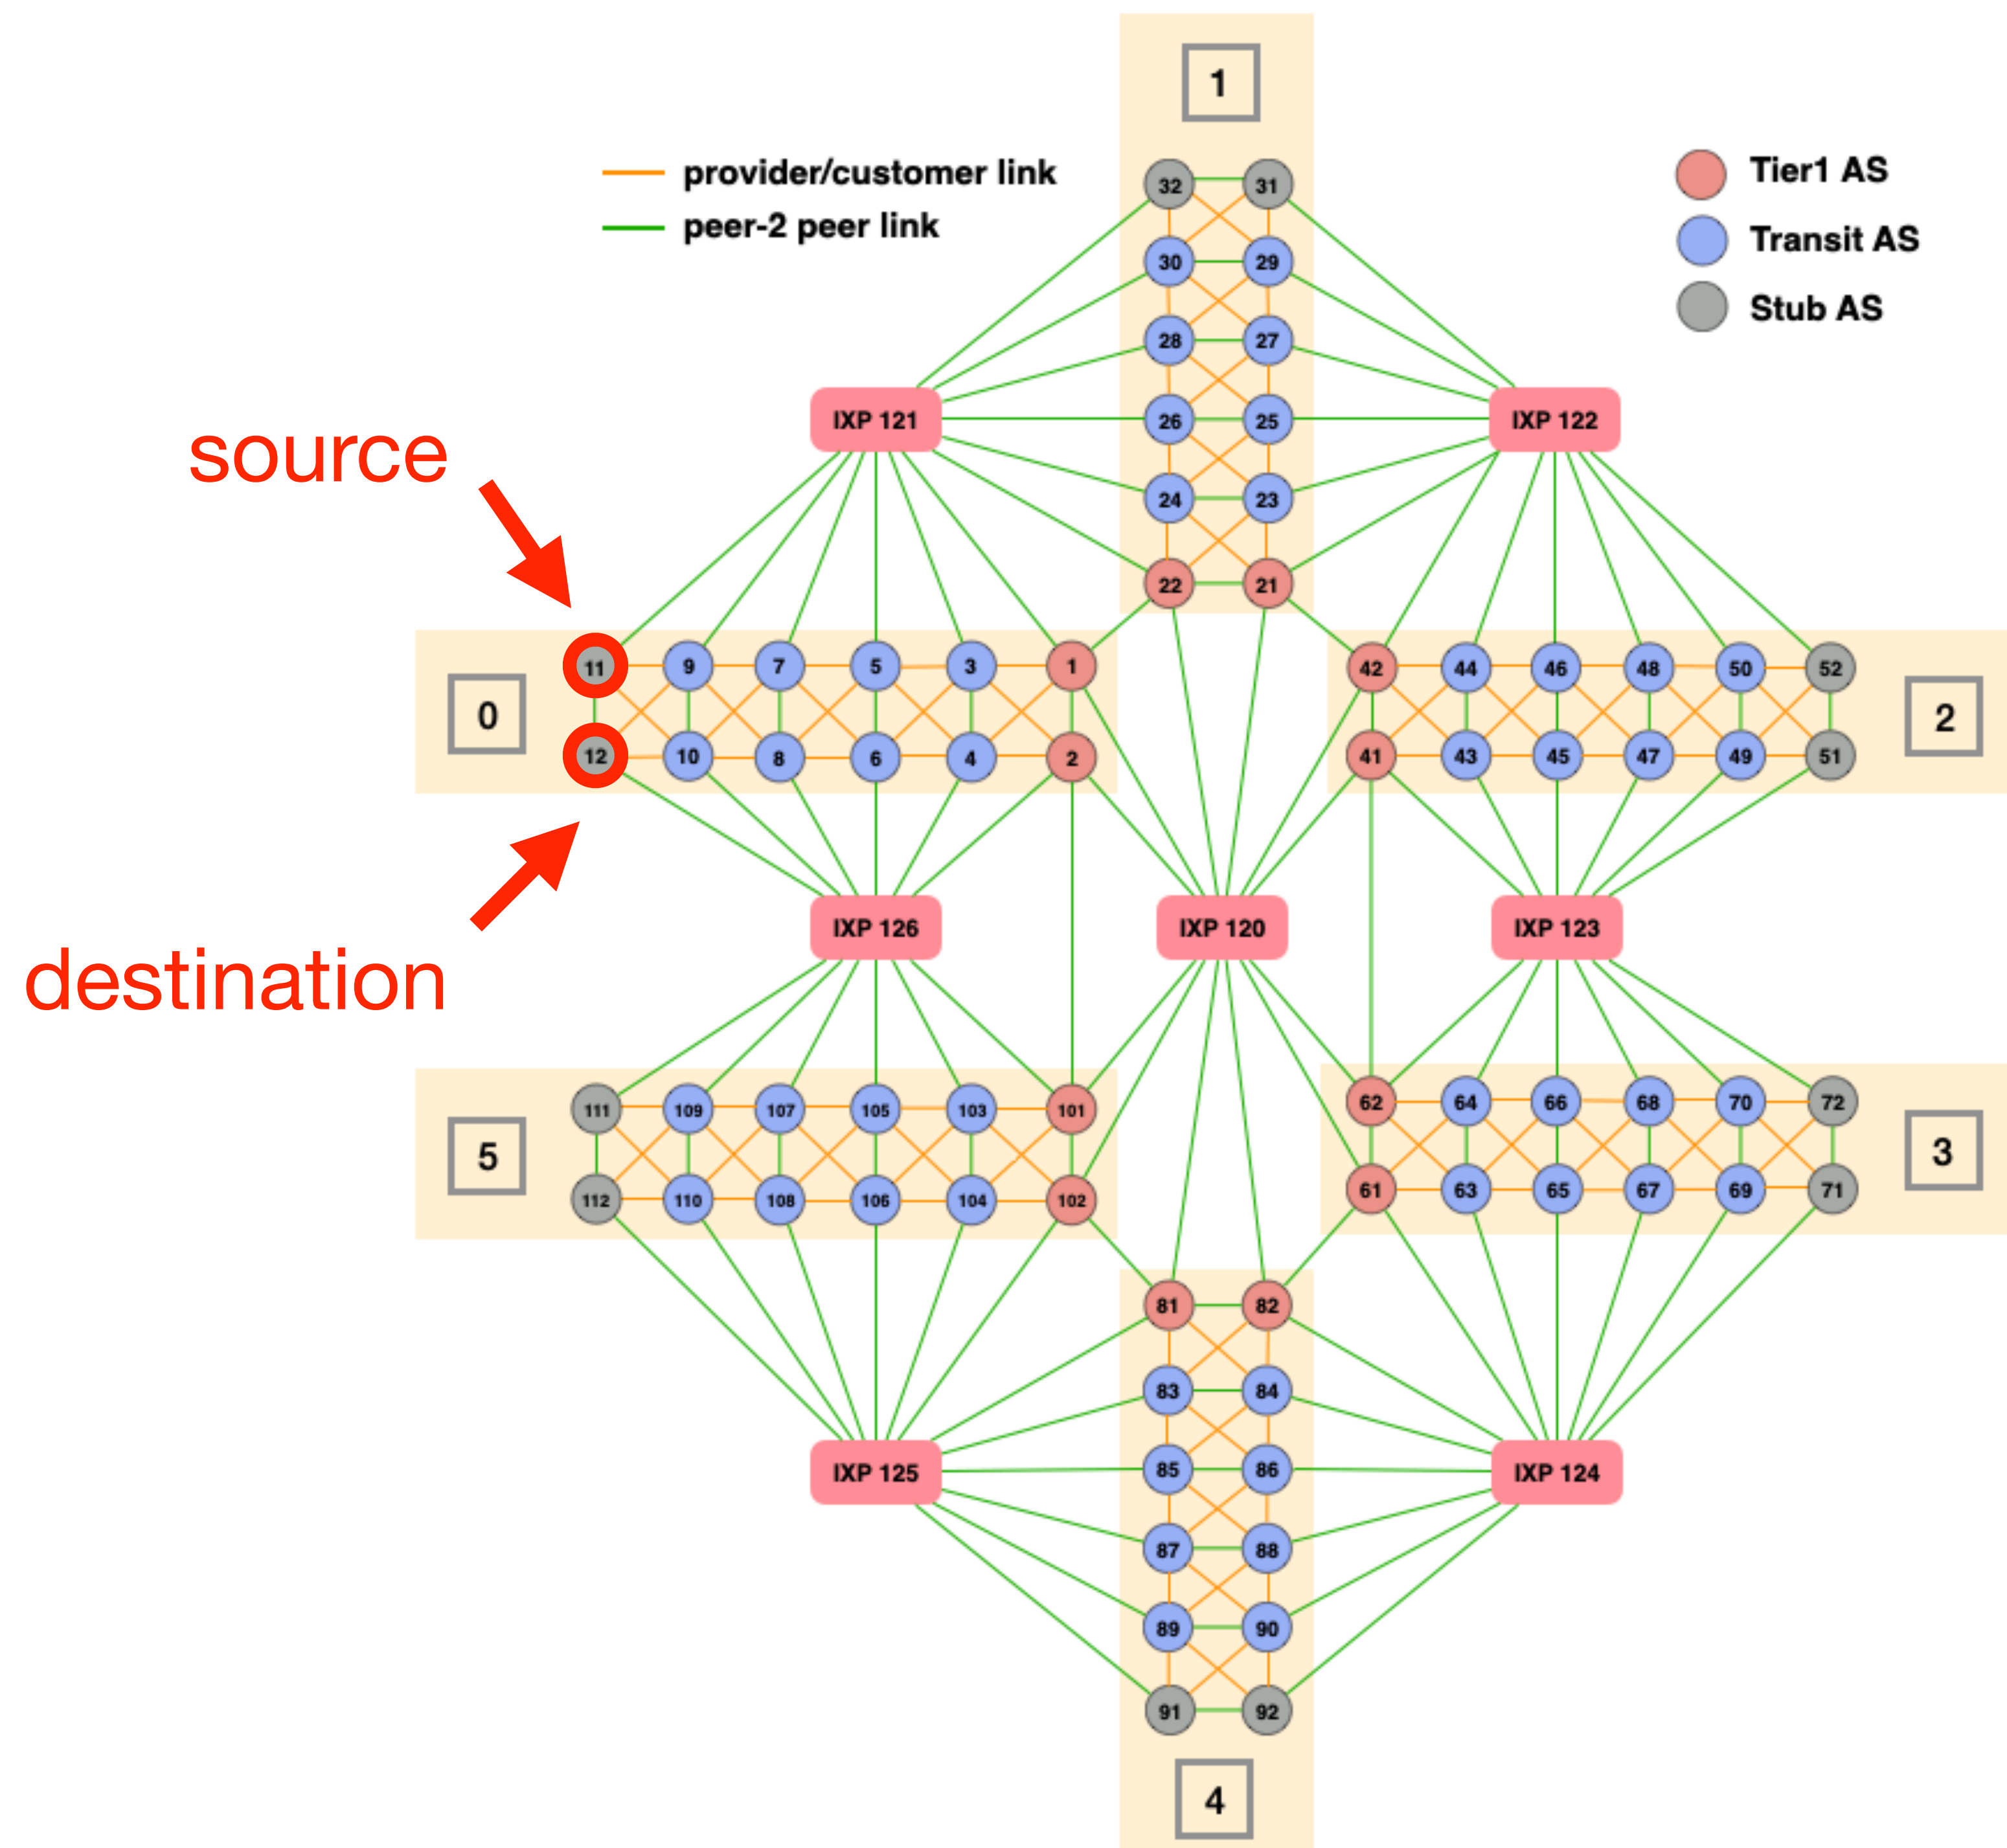 1
provider/customer link
peer-2 peer link
Tier1 AS
Transit AS
Stub AS
32 31
30 29
28 27
IXP 121 26 25 IXP 122
source
24 23
22 21
11 9 7 5 3 1 42 44 46 48 50 52
0 2
12 10 8 6 4 2 41 43 45 47 49 51
destination
IXP 126 IXP 120 IXP 123
111 109 107 105 103 101 62 64 66 68 70 72
5 3
112 110 108 106 104 102 61 63 65 67 69 71
81 82
83 84
IXP 125 85 86 IXP 124
87 88
89 90
91 92
4